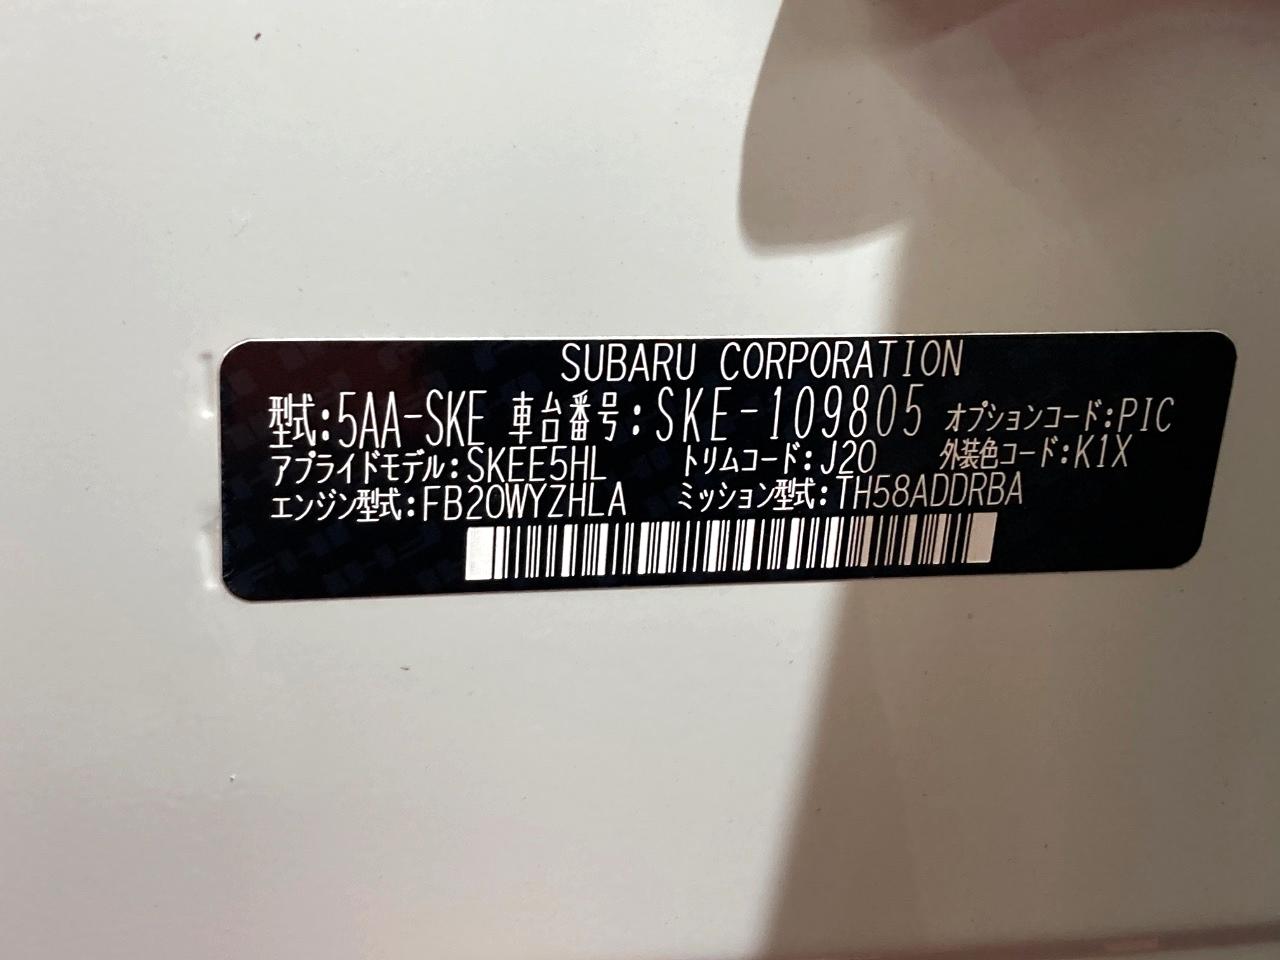 SUBARU CORPORATION
型式:5AA-SKE 車台番号:SKE-109805 オプションコード:PIC
アプライドモデル:SKEE5HL トリムコード:J20 外装色コード:K1X
エンジン型式:FB20WYZHLA ミッション型式:TH58ADDRBA